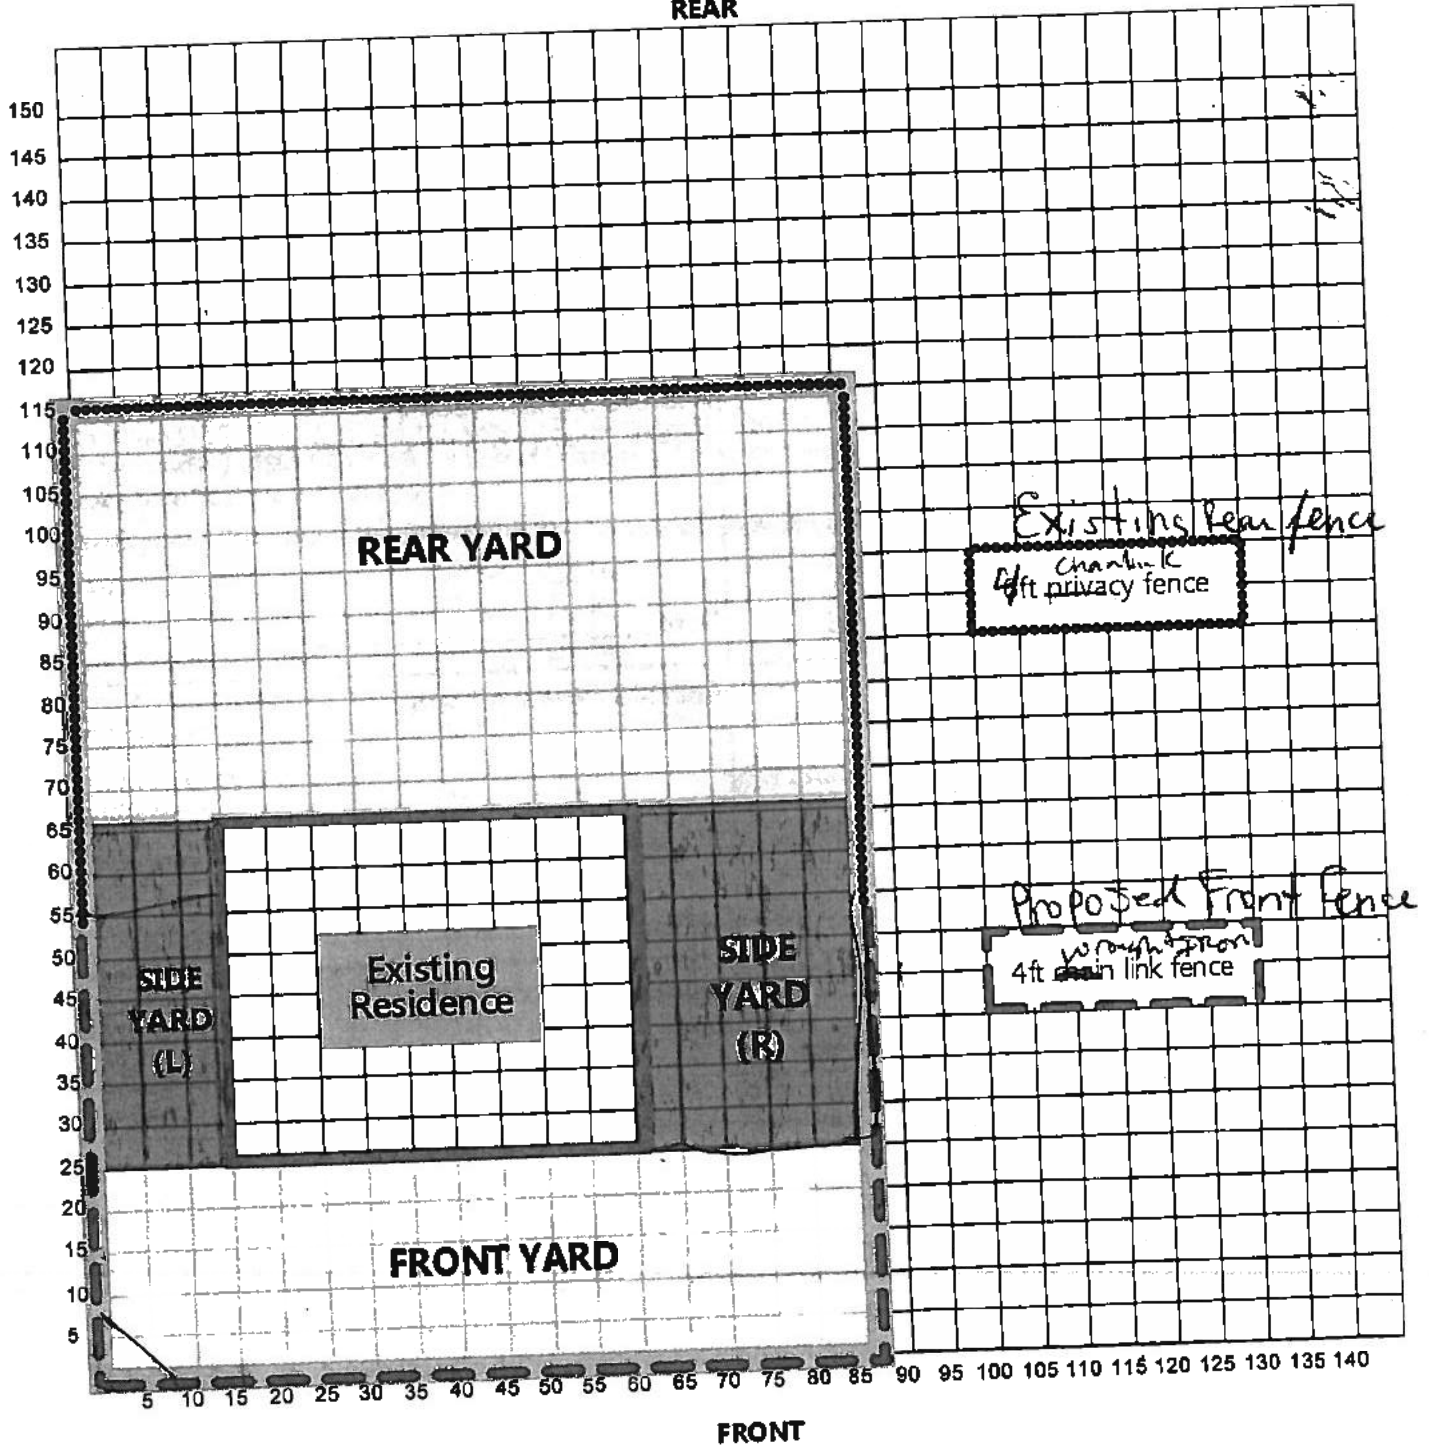 REAR
150
145
140
135
130
125
120
115
110
105
100
95
90
85
80
75
70
65
60
55
50
45
40
35
30
25
20
15
10
5
REAR YARD
Existing Rear fence
chainlink
4ft privacy fence
Proposed Front Fence
wrought Iron
4ft chain link fence
SIDE
YARD
(L)
Existing
Residence
SIDE
YARD
(R)
FRONT YARD
5 10 15 20 25 30 35 40 45 50 55 60 65 70 75 80 85 90 95 100 105 110 115 120 125 130 135 140
FRONT